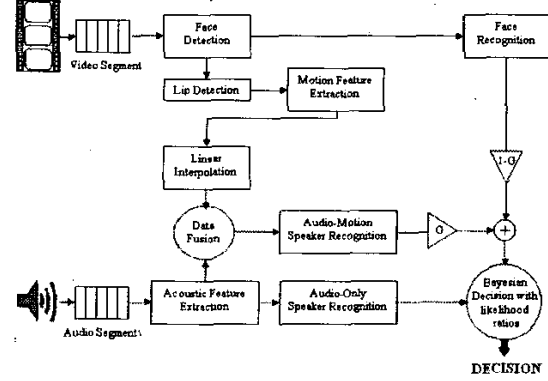 Face
Detection
Face
Recognition
Video Segment
Lip Detection
Motion Feature
Extraction
Linear
Interpolation
1-G
Data
Fusion
Audio-Motion
Speaker Recognition
G
+
Acoustic Feature
Extraction
Audio-Only
Speaker Recognition
Bayesian
Decision with
likelihood
ratios
Audio Segment
DECISION